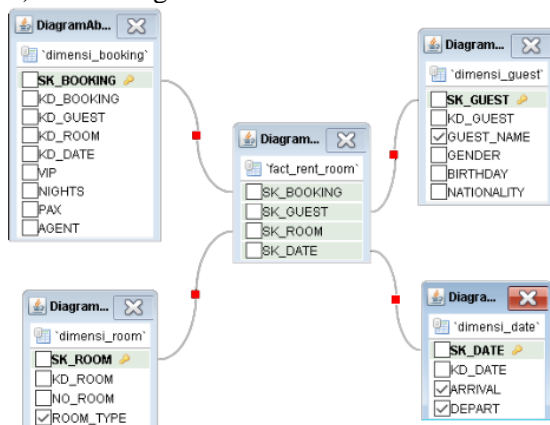 DiagramAb...
`dimensi_booking`
SK_BOOKING
KD_BOOKING
KD_GUEST
KD_ROOM
KD_DATE
VIP
NIGHTS
PAX
AGENT
Diagram...
`fact_rent_room`
SK_BOOKING
SK_GUEST
SK_ROOM
SK_DATE
Diagram...
`dimensi_guest`
SK_GUEST
KD_GUEST
GUEST_NAME
GENDER
BIRTHDAY
NATIONALITY
Diagram...
`dimensi_room`
SK_ROOM
KD_ROOM
NO_ROOM
ROOM_TYPE
Diagra...
`dimensi_date`
SK_DATE
KD_DATE
ARRIVAL
DEPART